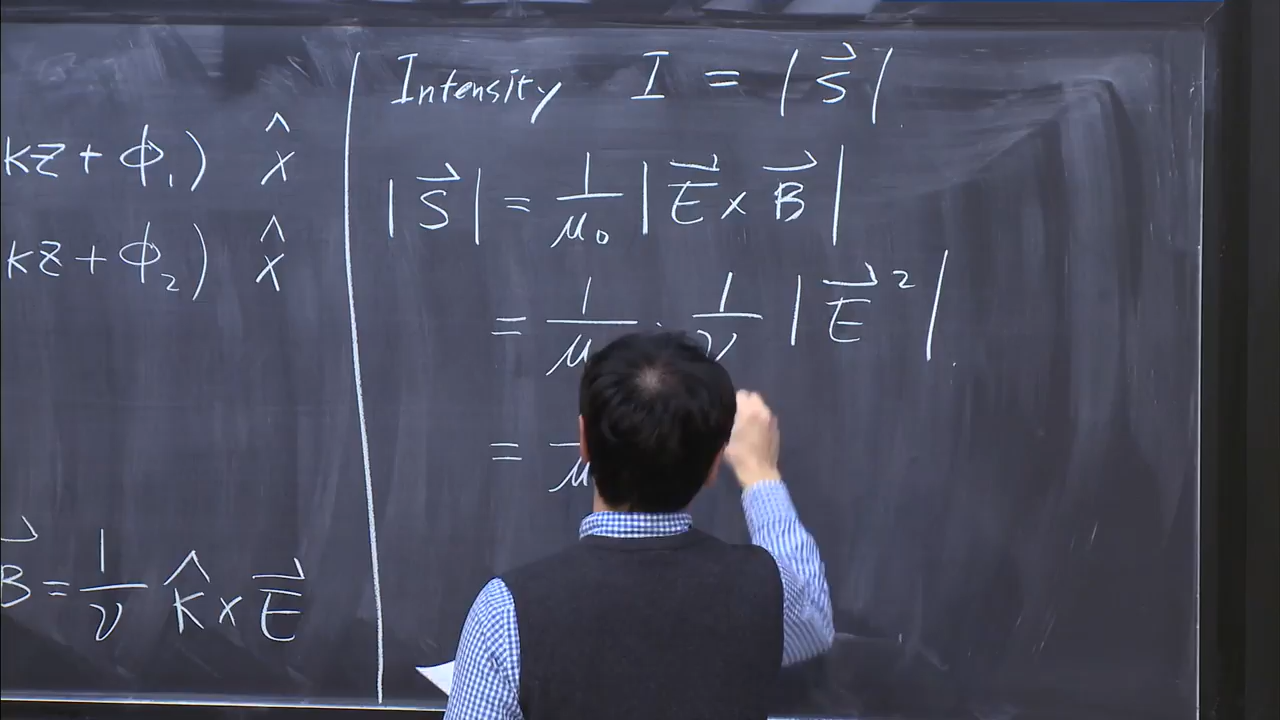 kz + ϕ₁) x̂
kz + ϕ₂) x̂
B⃗ = 1/v k̂ × E⃗
Intensity I = |S⃗|
|S⃗| = 1/μ₀ |E⃗ × B⃗|
= 1/μ · 1/v |E⃗²|
= μ